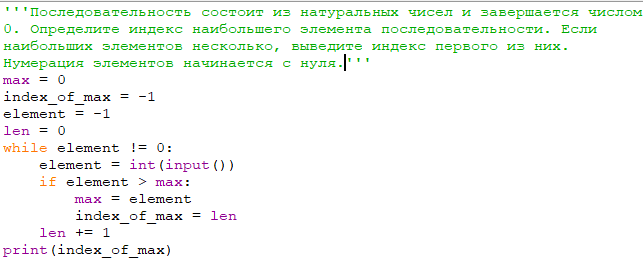 '''Последовательность состоит из натуральных чисел и завершается числом
0. Определите индекс наибольшего элемента последовательности. Если
наибольших элементов несколько, выведите индекс первого из них.
Нумерация элементов начинается с нуля.'''
max = 0
index_of_max = -1
element = -1
len = 0
while element != 0:
    element = int(input())
    if element > max:
        max = element
        index_of_max = len
    len += 1
print(index_of_max)